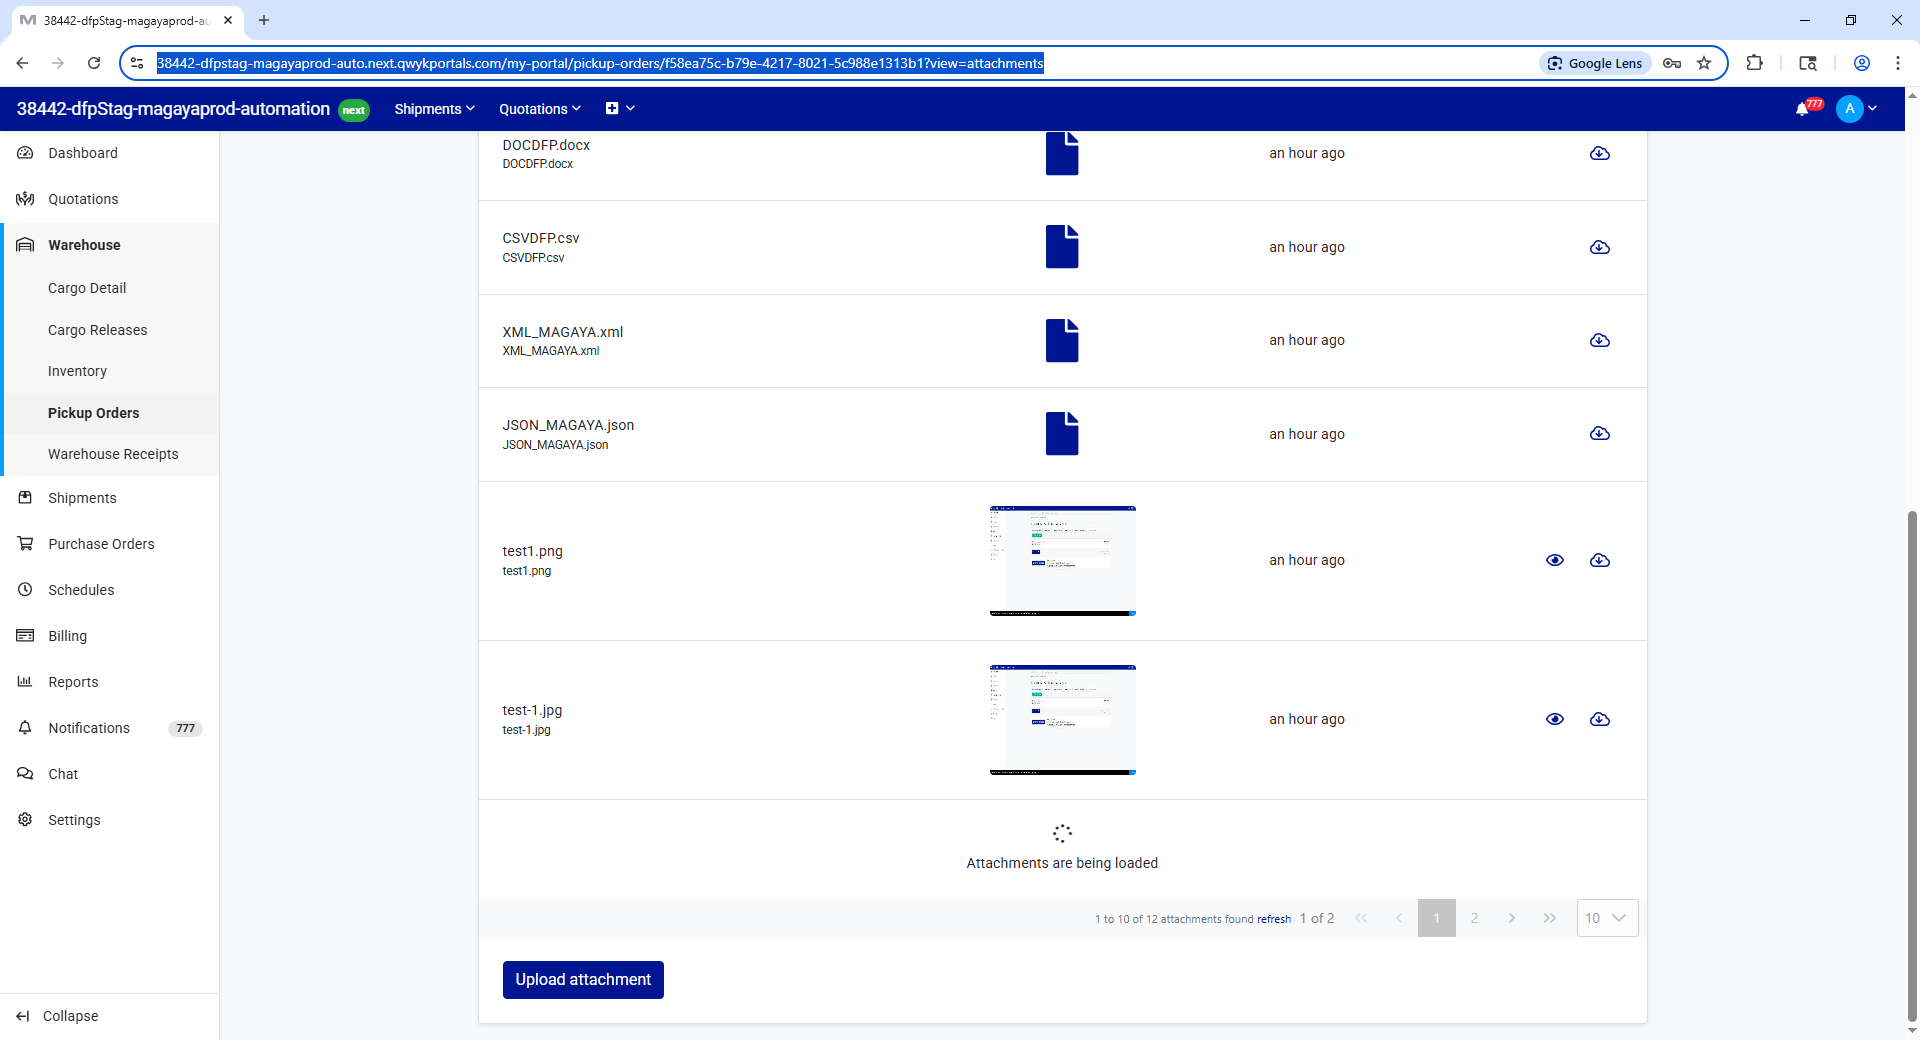 38442-dfpStag-magayaprod-au
38442-dfpstag-magayaprod-auto.next.qwykportals.com/my-portal/pickup-orders/f58ea75c-b79e-4217-8021-5c988e1313b1?view=attachments
Google Lens
38442-dfpStag-magayaprod-automation
next
Shipments
Quotations
777
A
Dashboard
Quotations
Warehouse
Cargo Detail
Cargo Releases
Inventory
Pickup Orders
Warehouse Receipts
Shipments
Purchase Orders
Schedules
Billing
Reports
Notifications 777
Chat
Settings
Collapse
DOCDFP.docx
DOCDFP.docx
an hour ago
CSVDFP.csv
CSVDFP.csv
an hour ago
XML_MAGAYA.xml
XML_MAGAYA.xml
an hour ago
JSON_MAGAYA.json
JSON_MAGAYA.json
an hour ago
test1.png
test1.png
an hour ago
test-1.jpg
test-1.jpg
an hour ago
Attachments are being loaded
1 to 10 of 12 attachments found refresh 1 of 2 1 2 10
Upload attachment